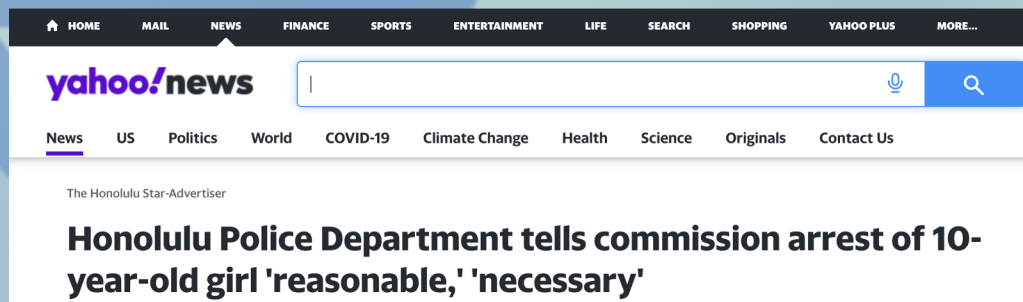 HOME MAIL NEWS FINANCE SPORTS ENTERTAINMENT LIFE SEARCH SHOPPING YAHOO PLUS MORE...
yahoo!news
News US Politics World COVID-19 Climate Change Health Science Originals Contact Us
The Honolulu Star-Advertiser
Honolulu Police Department tells commission arrest of 10-
year-old girl 'reasonable,' 'necessary'